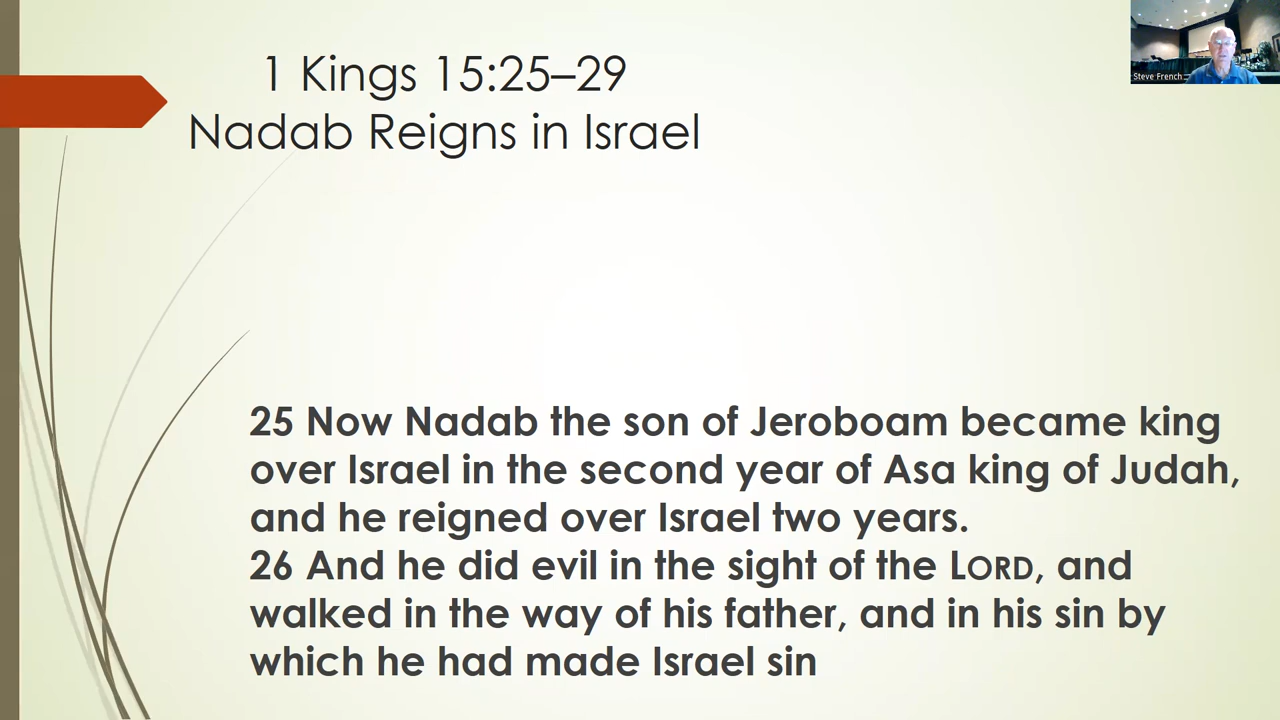 1 Kings 15:25–29
Nadab Reigns in Israel
Steve French
25 Now Nadab the son of Jeroboam became king
over Israel in the second year of Asa king of Judah,
and he reigned over Israel two years.
26 And he did evil in the sight of the LORD, and
walked in the way of his father, and in his sin by
which he had made Israel sin